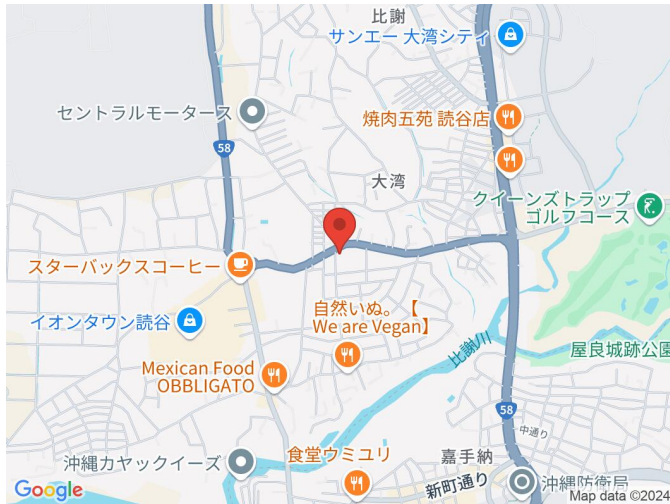 比謝
サンエー 大湾シティ
セントラルモータース
焼肉五苑 読谷店
58
大湾
クイーンズトラップ
ゴルフコース
スターバックスコーヒー
イオンタウン読谷
自然いぬ。【
We are Vegan】
比謝川
屋良城跡公園
Mexican Food
OBBLIGATO
58
中通り
沖縄カヤックイーズ
食堂ウミユリ
嘉手納
新町通り
沖縄防衛局
Google
Map data ©2024